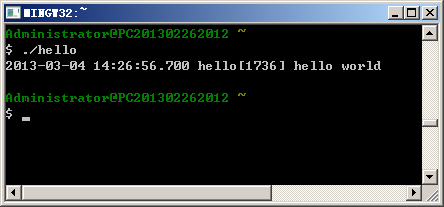 MINGW32:~
Administrator@PC201302262012 ~
$ ./hello
2013-03-04 14:26:56.700 hello[1736] hello world
Administrator@PC201302262012 ~
$